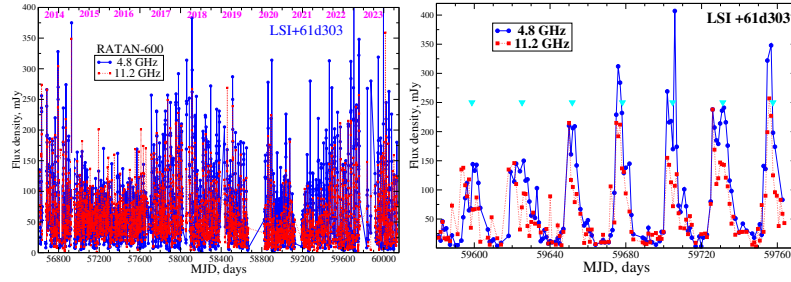 2014 2015 2016 2017 2018 2019 2020 2021 2022 2023
400
350
300
250
200
150
100
50
0
Flux density, mJy
LSI+61d303
RATAN-600
4.8 GHz
11.2 GHz
56800 57200 57600 58000 58400 58800 59200 59600 60000
MJD, days
400
350
300
250
200
150
100
50
Flux density, mJy
LSI +61d303
4.8 GHz
11.2 GHz
59600 59640 59680 59720 59760
MJD, days